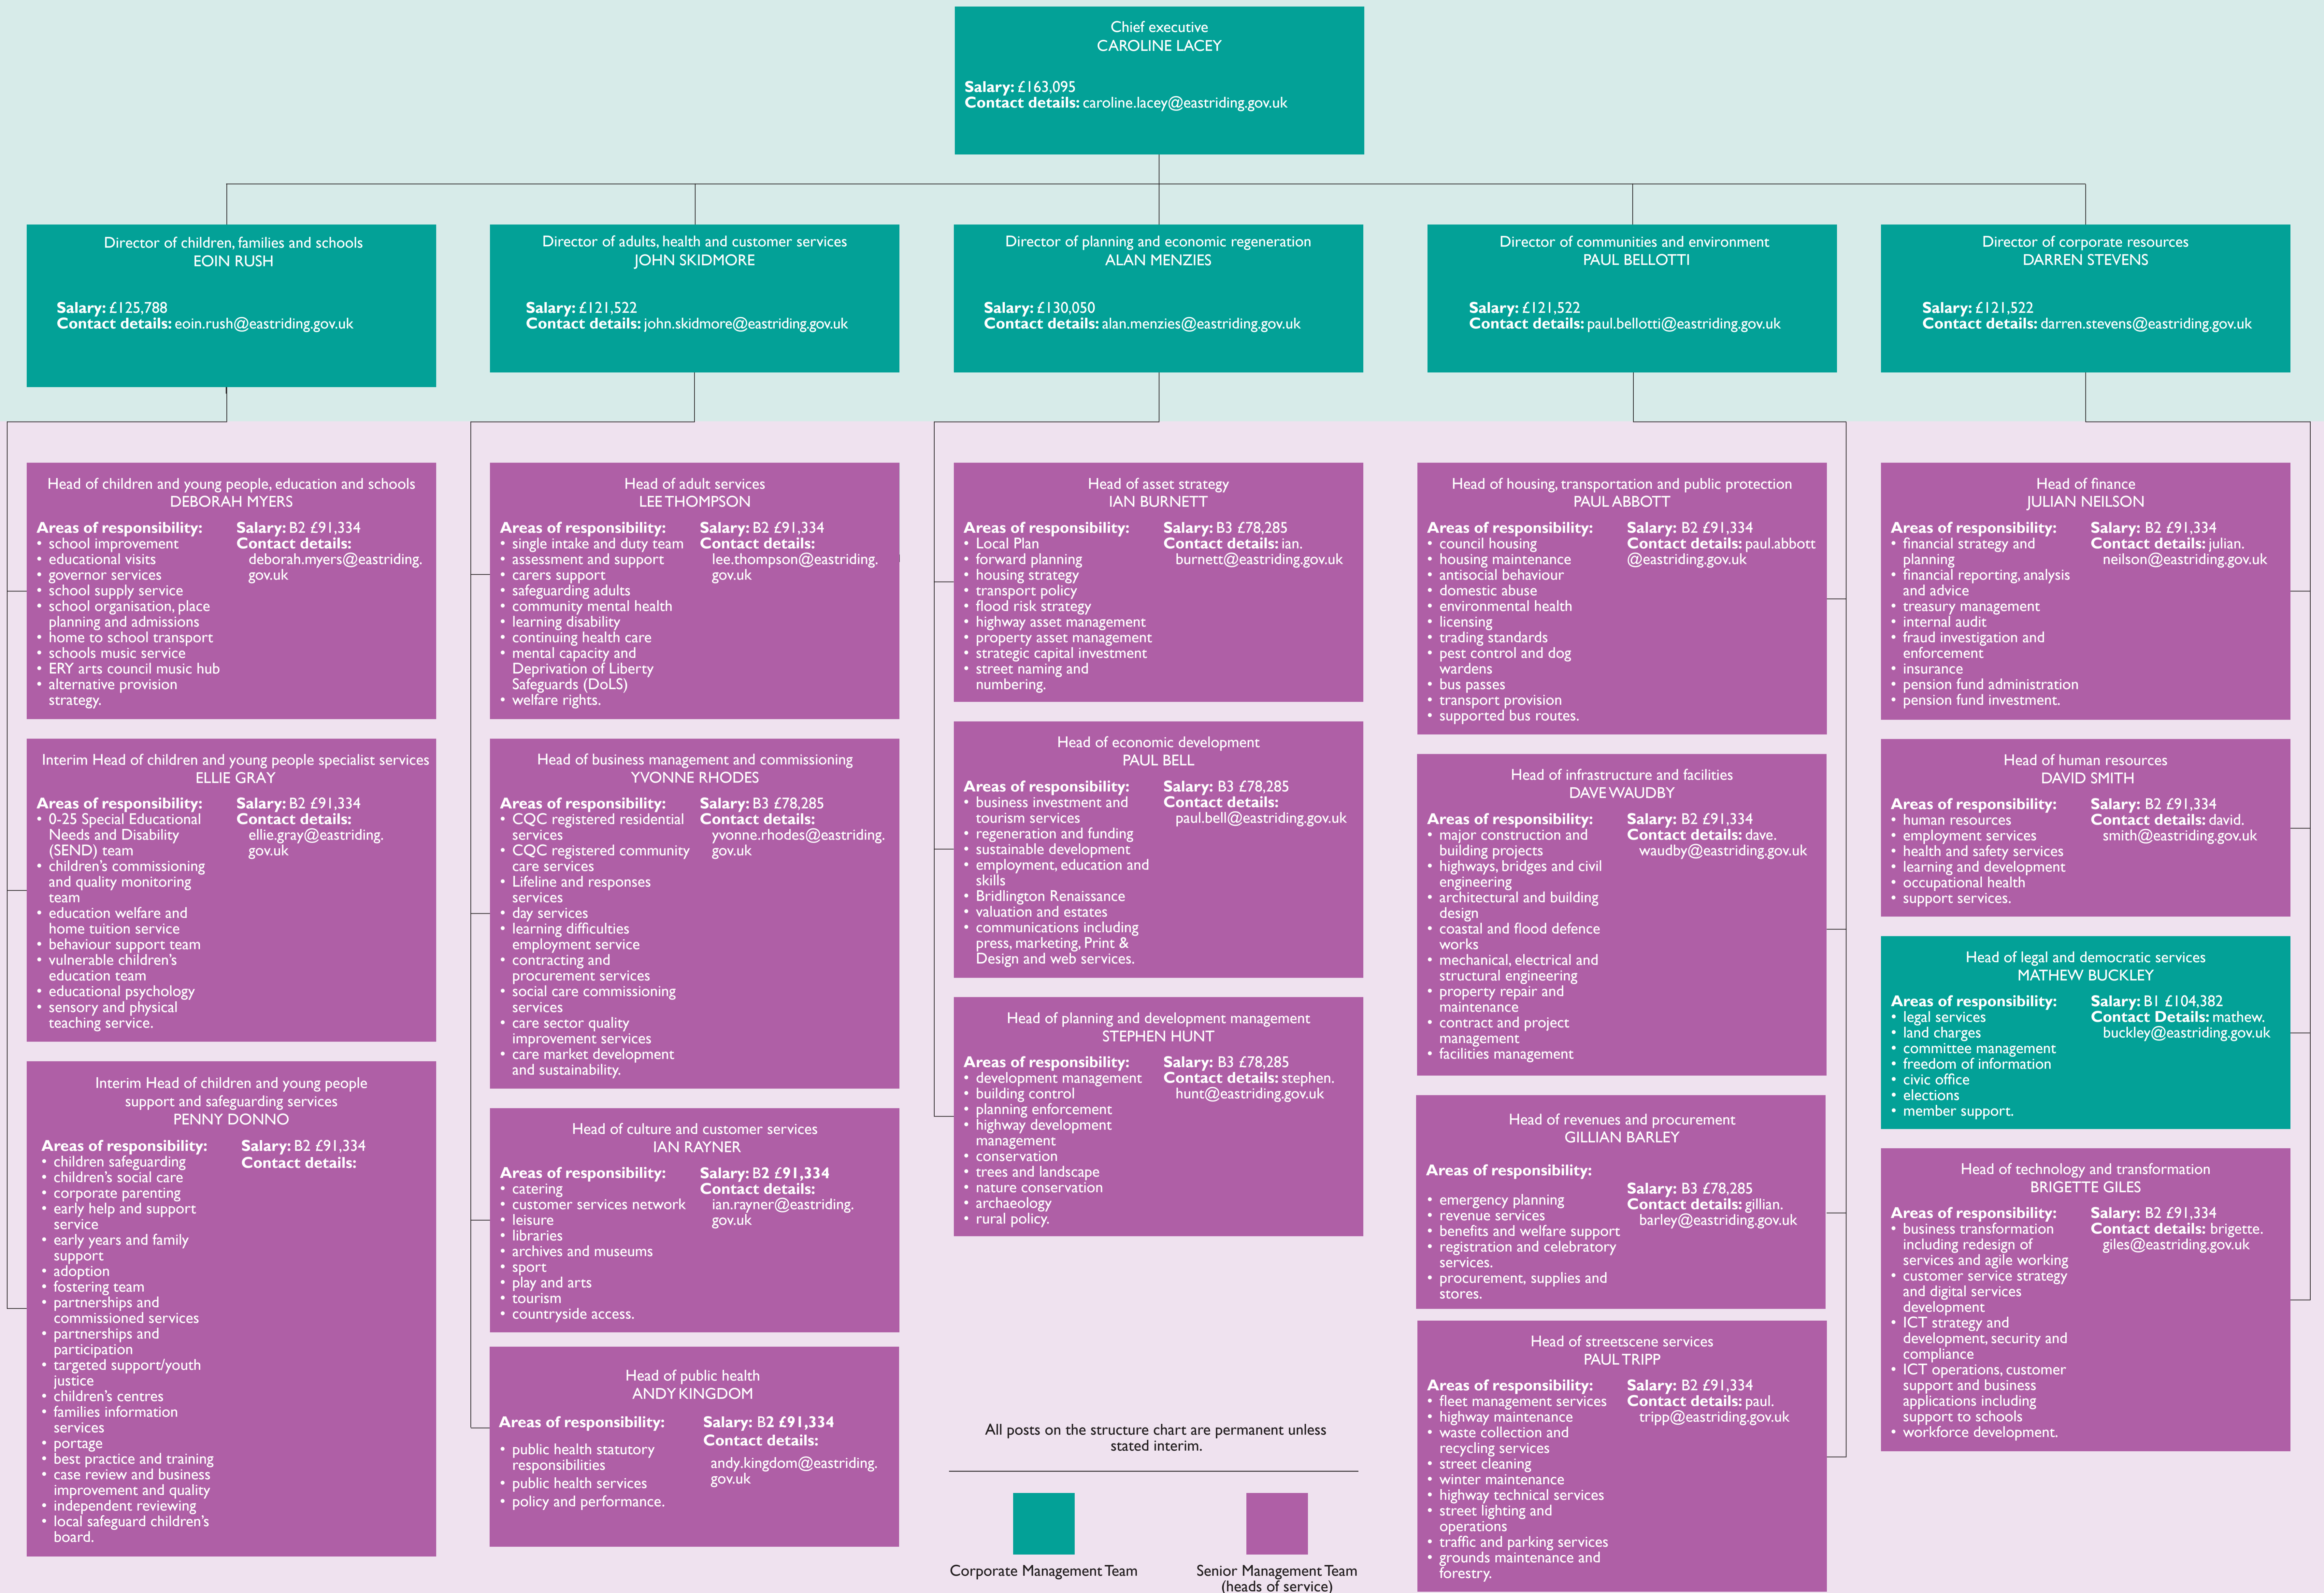 Chief executive
CAROLINE LACEY
Salary: £163,095
Contact details: caroline.lacey@eastriding.gov.uk
Director of children, families and schools
EOIN RUSH
Salary: £125,788
Contact details: eoin.rush@eastriding.gov.uk
Director of adults, health and customer services
JOHN SKIDMORE
Salary: £121,522
Contact details: john.skidmore@eastriding.gov.uk
Director of planning and economic regeneration
ALAN MENZIES
Salary: £130,050
Contact details: alan.menzies@eastriding.gov.uk
Director of communities and environment
PAUL BELLOTTI
Salary: £121,522
Contact details: paul.bellotti@eastriding.gov.uk
Director of corporate resources
DARREN STEVENS
Salary: £121,522
Contact details: darren.stevens@eastriding.gov.uk
Head of children and young people, education and schools
DEBORAH MYERS
Areas of responsibility:
• school improvement
• educational visits
• governor services
• school supply service
• school organisation, place
planning and admissions
• home to school transport
• schools music service
• ERY arts council music hub
• alternative provision
strategy.
Salary: B2 £91,334
Contact details:
deborah.myers@eastriding.
gov.uk
Interim Head of children and young people specialist services
ELLIE GRAY
Areas of responsibility:
• 0-25 Special Educational
Needs and Disability
(SEND) team
• children's commissioning
and quality monitoring
team
• education welfare and
home tuition service
• behaviour support team
• vulnerable children's
education team
• educational psychology
• sensory and physical
teaching service.
Salary: B2 £91,334
Contact details:
ellie.gray@eastriding.
gov.uk
Interim Head of children and young people
support and safeguarding services
PENNY DONNO
Areas of responsibility:
• children safeguarding
• children's social care
• corporate parenting
• early help and support
service
• early years and family
support
• adoption
• fostering team
• partnerships and
commissioned services
• partnerships and
participation
• targeted support/youth
justice
• children's centres
• families information
services
• portage
• best practice and training
• case review and business
improvement and quality
• independent reviewing
• local safeguard children's
board.
Salary: B2 £91,334
Contact details:
Head of adult services
LEE THOMPSON
Areas of responsibility:
• single intake and duty team
• assessment and support
• carers support
• safeguarding adults
• community mental health
• learning disability
• continuing health care
• mental capacity and
Deprivation of Liberty
Safeguards (DoLS)
• welfare rights.
Salary: B2 £91,334
Contact details:
lee.thompson@eastriding.
gov.uk
Head of business management and commissioning
YVONNE RHODES
Areas of responsibility:
• CQC registered residential
services
• CQC registered community
care services
• Lifeline and responses
services
• day services
• learning difficulties
employment service
• contracting and
procurement services
• social care commissioning
services
• care sector quality
improvement services
• care market development
and sustainability.
Salary: B3 £78,285
Contact details:
yvonne.rhodes@eastriding.
gov.uk
Head of culture and customer services
IAN RAYNER
Areas of responsibility:
• catering
• customer services network
• leisure
• libraries
• archives and museums
• sport
• play and arts
• tourism
• countryside access.
Salary: B2 £91,334
Contact details:
ian.rayner@eastriding.
gov.uk
Head of public health
ANDY KINGDOM
Areas of responsibility:
• public health statutory
responsibilities
• public health services
• policy and performance.
Salary: B2 £91,334
Contact details:
andy.kingdom@eastriding.
gov.uk
Head of asset strategy
IAN BURNETT
Areas of responsibility:
• Local Plan
• forward planning
• housing strategy
• transport policy
• flood risk strategy
• highway asset management
• property asset management
• strategic capital investment
• street naming and
numbering.
Salary: B3 £78,285
Contact details: ian.
burnett@eastriding.gov.uk
Head of economic development
PAUL BELL
Areas of responsibility:
• business investment and
tourism services
• regeneration and funding
• sustainable development
• employment, education and
skills
• Bridlington Renaissance
• valuation and estates
• communications including
press, marketing, Print &
Design and web services.
Salary: B3 £78,285
Contact details:
paul.bell@eastriding.gov.uk
Head of planning and development management
STEPHEN HUNT
Areas of responsibility:
• development management
• building control
• planning enforcement
• highway development
management
• conservation
• trees and landscape
• nature conservation
• archaeology
• rural policy.
Salary: B3 £78,285
Contact details: stephen.
hunt@eastriding.gov.uk
All posts on the structure chart are permanent unless
stated interim.
Corporate Management Team
Senior Management Team
(heads of service)
Head of housing, transportation and public protection
PAUL ABBOTT
Areas of responsibility:
• council housing
• housing maintenance
• antisocial behaviour
• domestic abuse
• environmental health
• licensing
• trading standards
• pest control and dog
wardens
• bus passes
• transport provision
• supported bus routes.
Salary: B2 £91,334
Contact details: paul.abbott
@eastriding.gov.uk
Head of infrastructure and facilities
DAVE WAUDBY
Areas of responsibility:
• major construction and
building projects
• highways, bridges and civil
engineering
• architectural and building
design
• coastal and flood defence
works
• mechanical, electrical and
structural engineering
• property repair and
maintenance
• contract and project
management
• facilities management
Salary: B2 £91,334
Contact details: dave.
waudby@eastriding.gov.uk
Head of revenues and procurement
GILLIAN BARLEY
Areas of responsibility:
• emergency planning
• revenue services
• benefits and welfare support
• registration and celebratory
services.
• procurement, supplies and
stores.
Salary: B3 £78,285
Contact details: gillian.
barley@eastriding.gov.uk
Head of streetscene services
PAUL TRIPP
Areas of responsibility:
• fleet management services
• highway maintenance
• waste collection and
recycling services
• street cleaning
• winter maintenance
• highway technical services
• street lighting and
operations
• traffic and parking services
• grounds maintenance and
forestry.
Salary: B2 £91,334
Contact details: paul.
tripp@eastriding.gov.uk
Head of finance
JULIAN NEILSON
Areas of responsibility:
• financial strategy and
planning
• financial reporting, analysis
and advice
• treasury management
• internal audit
• fraud investigation and
enforcement
• insurance
• pension fund administration
• pension fund investment.
Salary: B2 £91,334
Contact details: julian.
neilson@eastriding.gov.uk
Head of human resources
DAVID SMITH
Areas of responsibility:
• human resources
• employment services
• health and safety services
• learning and development
• occupational health
• support services.
Salary: B2 £91,334
Contact details: david.
smith@eastriding.gov.uk
Head of legal and democratic services
MATHEW BUCKLEY
Areas of responsibility:
• legal services
• land charges
• committee management
• freedom of information
• civic office
• elections
• member support.
Salary: B1 £104,382
Contact Details: mathew.
buckley@eastriding.gov.uk
Head of technology and transformation
BRIGETTE GILES
Areas of responsibility:
• business transformation
including redesign of
services and agile working
• customer service strategy
and digital services
development
• ICT strategy and
development, security and
compliance
• ICT operations, customer
support and business
applications including
support to schools
• workforce development.
Salary: B2 £91,334
Contact details: brigette.
giles@eastriding.gov.uk